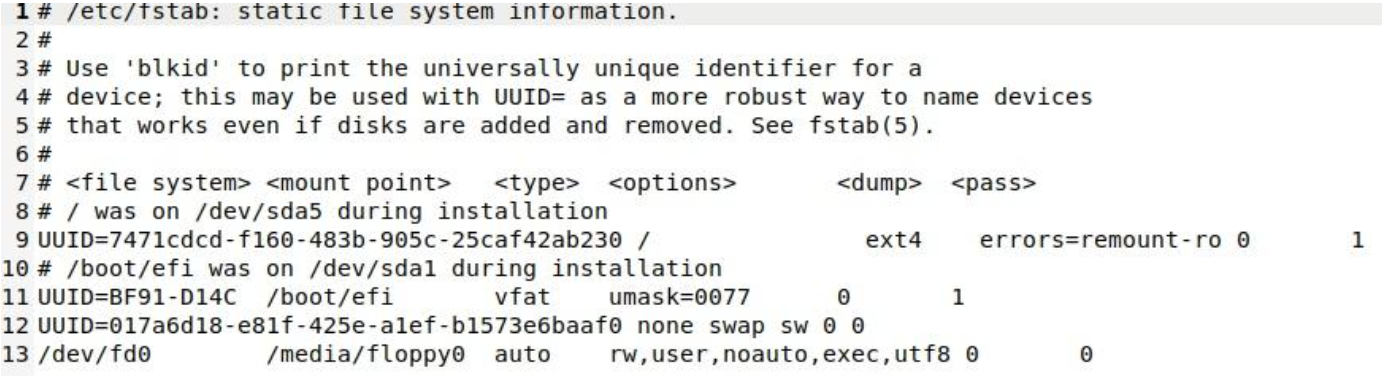 1 # /etc/fstab: static file system information.
2 #
3 # Use 'blkid' to print the universally unique identifier for a
4 # device; this may be used with UUID= as a more robust way to name devices
5 # that works even if disks are added and removed. See fstab(5).
6 #
7 # <file system> <mount point>   <type>  <options>       <dump>  <pass>
8 # / was on /dev/sda5 during installation
9 UUID=7471cdcd-f160-483b-905c-25caf42ab230 /               ext4    errors=remount-ro 0       1
10 # /boot/efi was on /dev/sda1 during installation
11 UUID=BF91-D14C  /boot/efi       vfat    umask=0077      0       1
12 UUID=017a6d18-e81f-425e-a1ef-b1573e6baaf0 none swap sw 0 0
13 /dev/fd0        /media/floppy0  auto    rw,user,noauto,exec,utf8 0       0